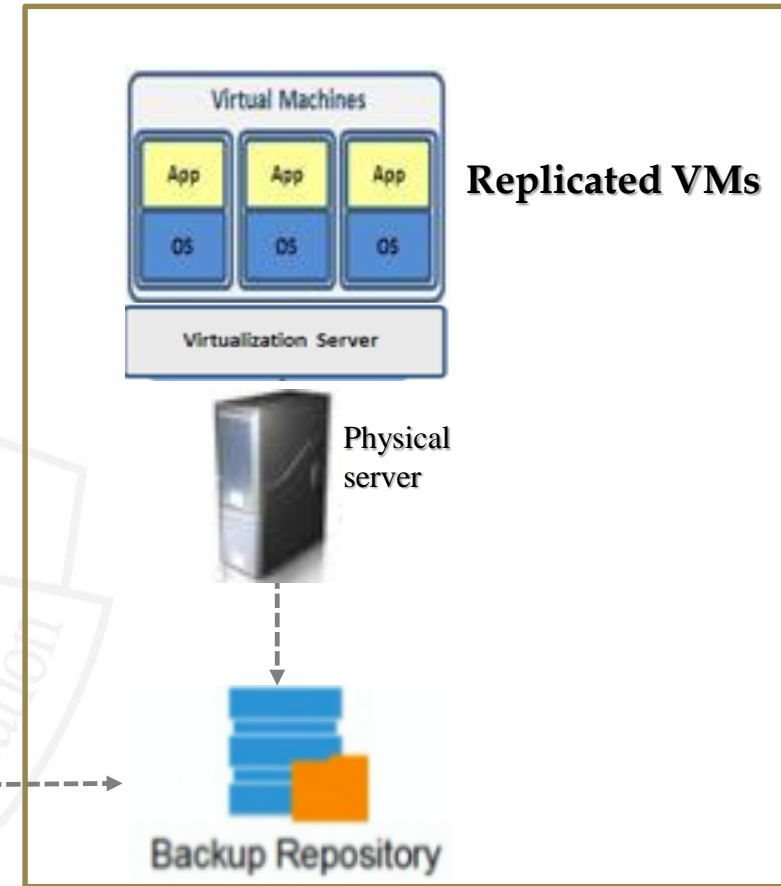 Virtual Machines
App App App
Replicated VMs
OS OS OS
Virtualization Server
Physical
server
Backup Repository